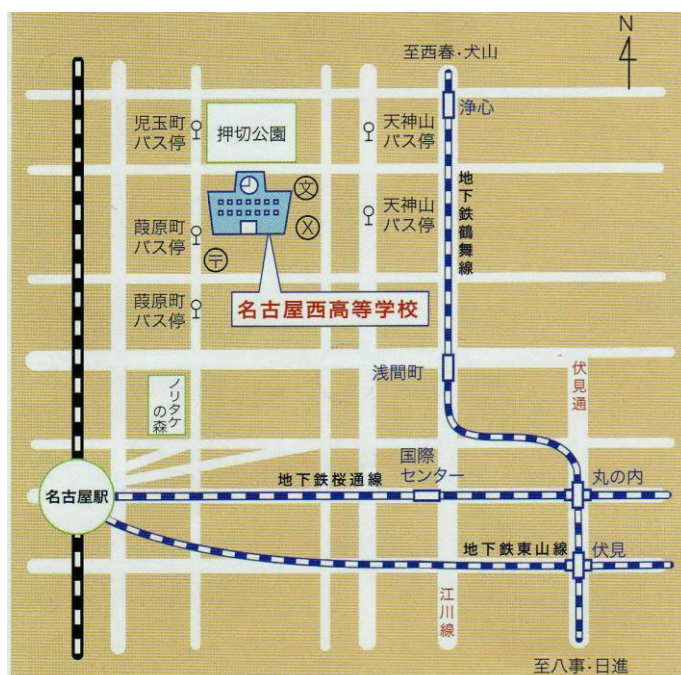 N
至西春·犬山
浄心
児玉町
バス停
押切公園
天神山
バス停
文
地下鉄鶴舞線
天神山
バス停
葭原町
バス停
X
〒
名古屋西高等学校
葭原町
バス停
浅間町
伏見通
ノリタケ
の森
国際
センター
地下鉄桜通線
丸の内
名古屋駅
地下鉄東山線
伏見
江川線
至八事·日進